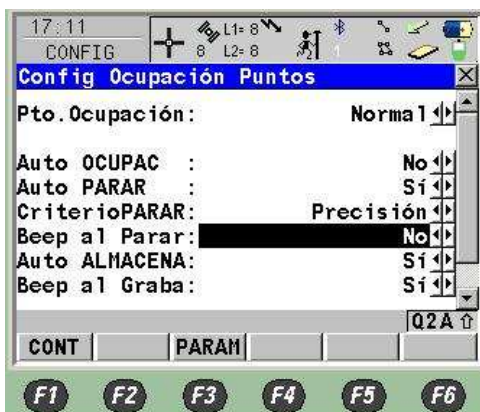 17:11
CONFIG
L1= 8
8 L2= 8
2
1
Config Ocupación Puntos
Pto.Ocupación: Normal
Auto OCUPAC : No
Auto PARAR : Sí
CriterioPARAR: Precisión
Beep al Parar: No
Auto ALMACENA: Sí
Beep al Graba: Sí
Q2A
CONT PARAM
F1 F2 F3 F4 F5 F6